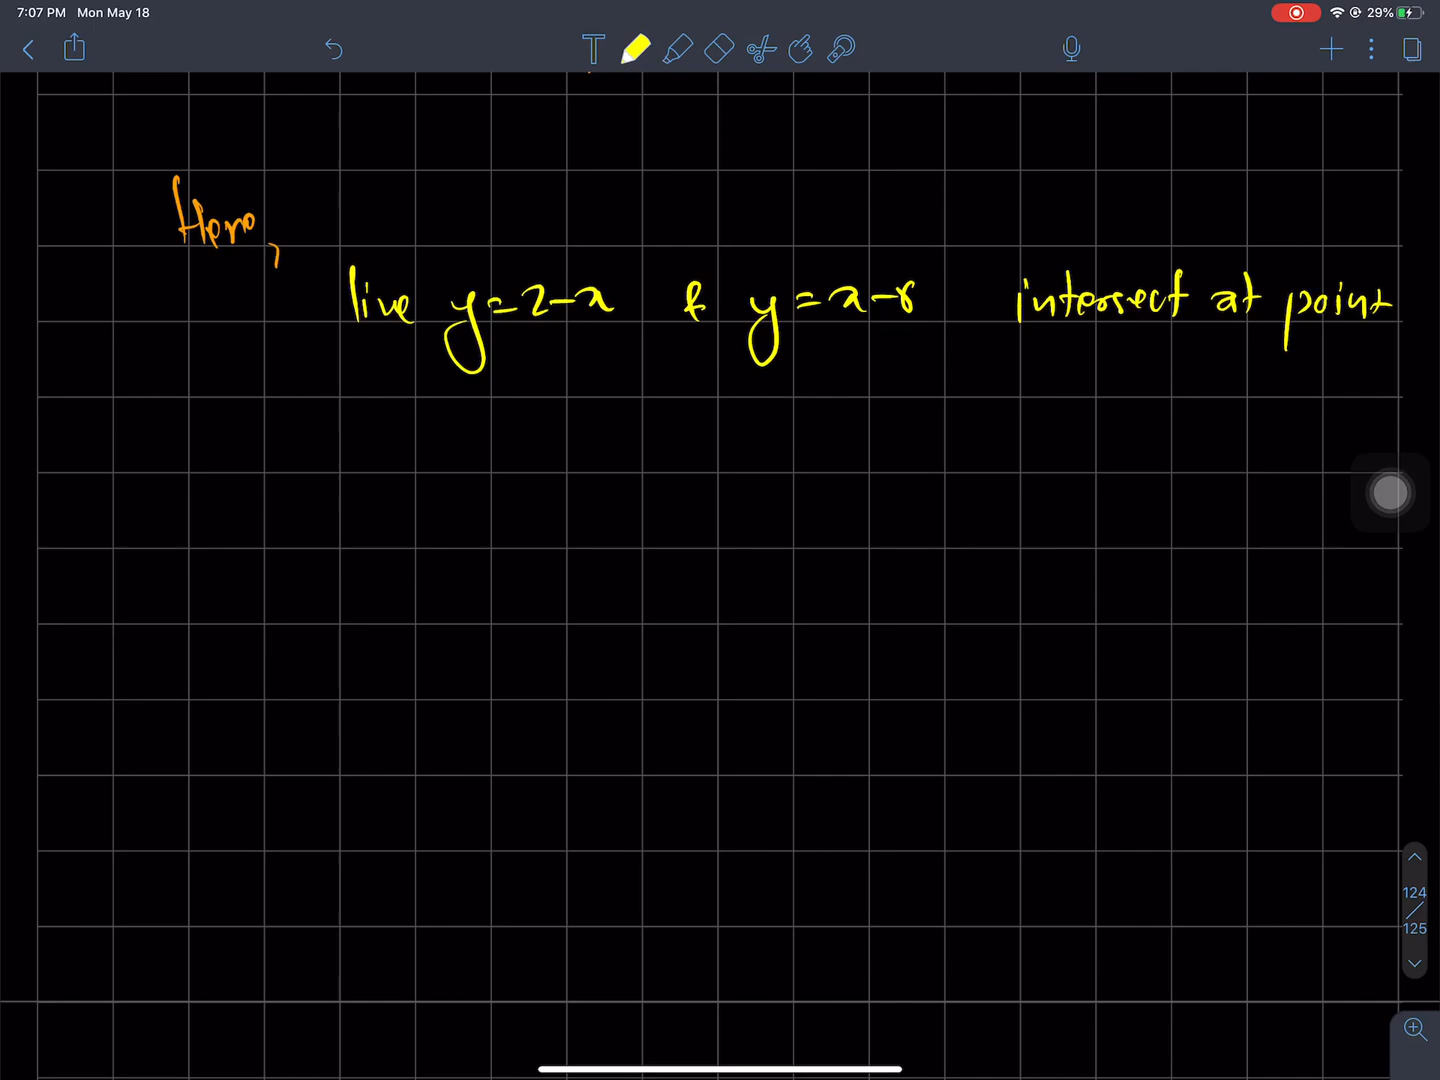 7:07 PM Mon May 18
29%
T
Here,
line y=2-x & y=x-8 intersect at point
124
125